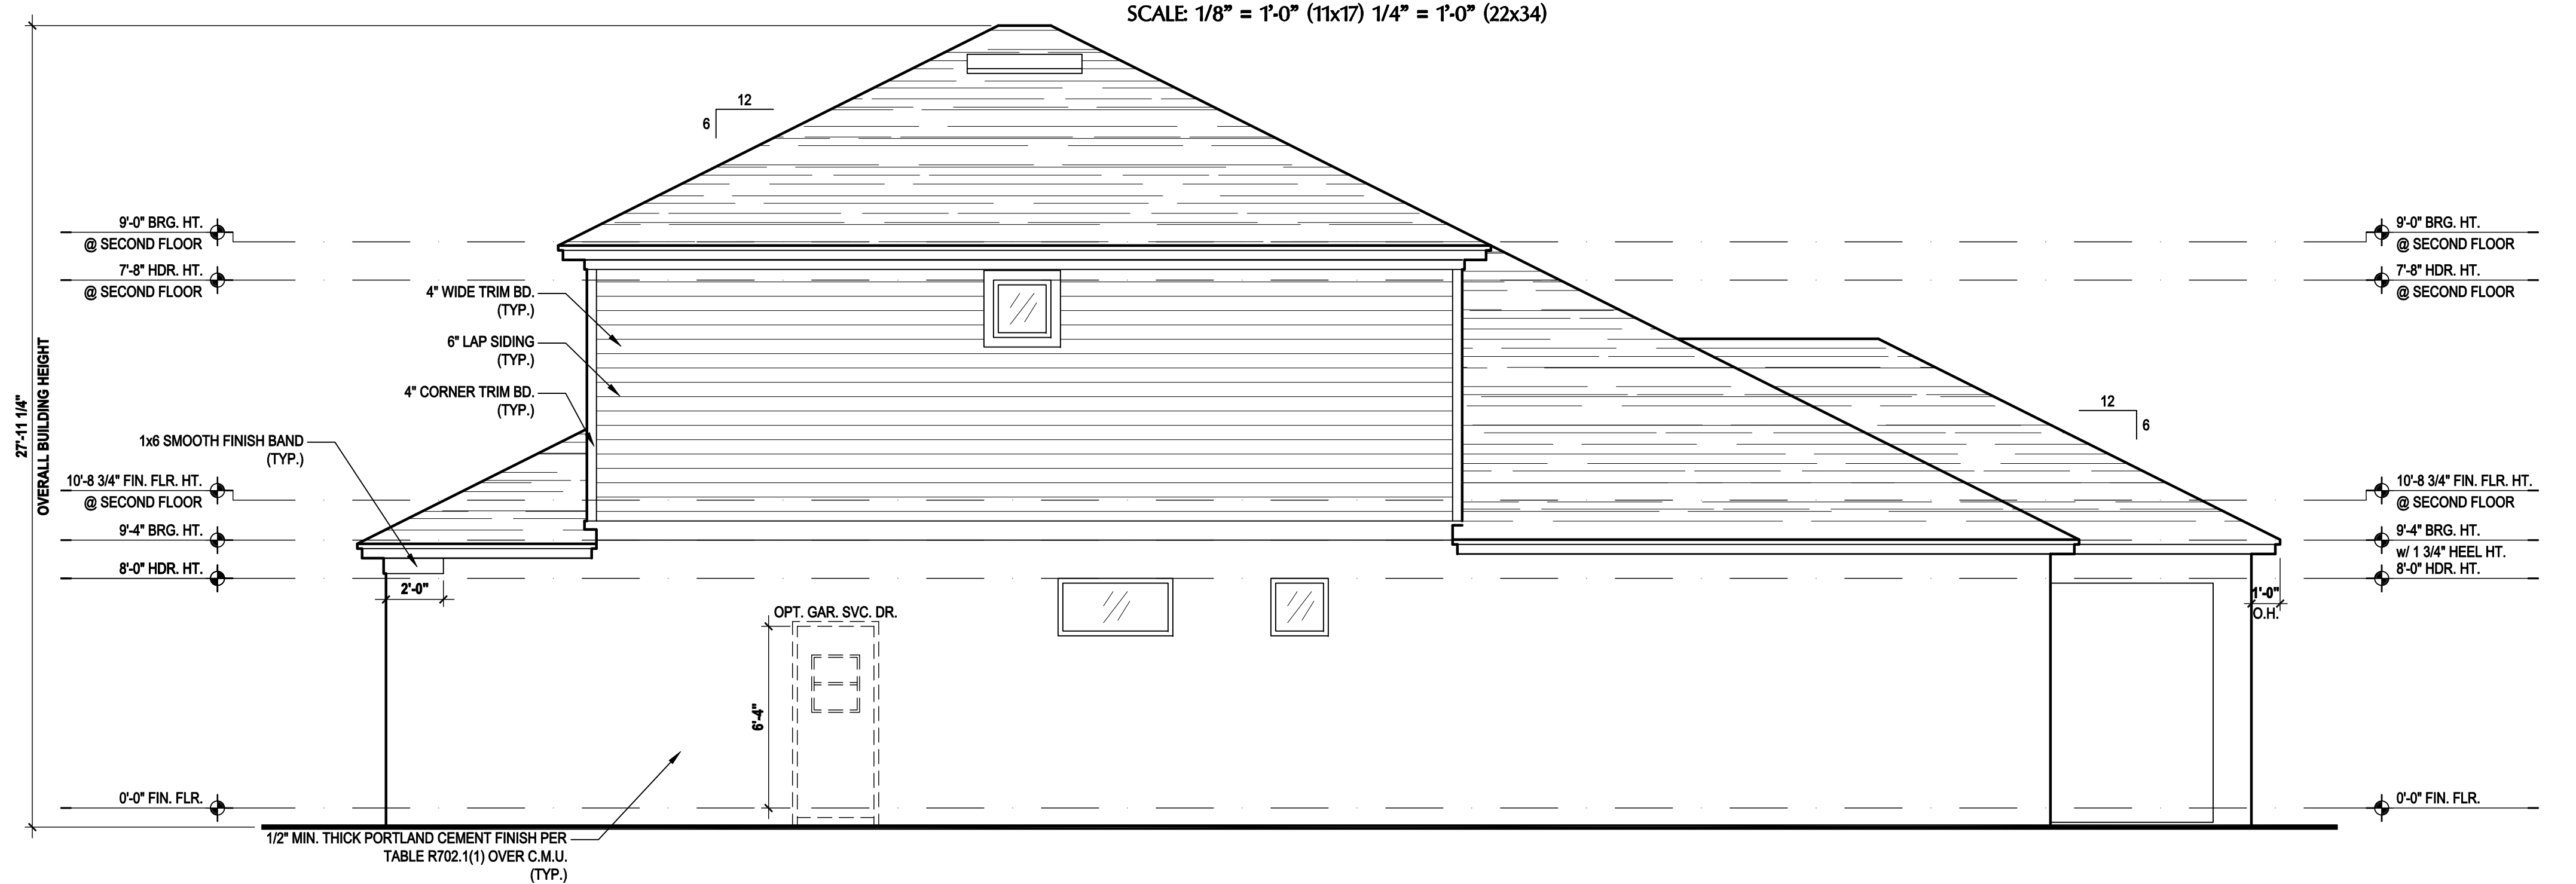 SCALE: 1/8” = 1’-0” (11x17) 1/4” = 1’-0” (22x34)
12
6
9'-0" BRG. HT.
@ SECOND FLOOR
7'-8" HDR. HT.
@ SECOND FLOOR
9'-0" BRG. HT.
@ SECOND FLOOR
7'-8" HDR. HT.
@ SECOND FLOOR
4" WIDE TRIM BD.
(TYP.)
6" LAP SIDING
(TYP.)
4" CORNER TRIM BD.
(TYP.)
27'-11 1/4"
OVERALL BUILDING HEIGHT
12
6
1x6 SMOOTH FINISH BAND
(TYP.)
10'-8 3/4" FIN. FLR. HT.
@ SECOND FLOOR
9'-4" BRG. HT.
8'-0" HDR. HT.
10'-8 3/4" FIN. FLR. HT.
@ SECOND FLOOR
9'-4" BRG. HT.
w/ 1 3/4" HEEL HT.
8'-0" HDR. HT.
2'-0"
1'-0"
O.H.
OPT. GAR. SVC. DR.
6'-4"
0'-0" FIN. FLR.
0'-0" FIN. FLR.
1/2" MIN. THICK PORTLAND CEMENT FINISH PER
TABLE R702.1(1) OVER C.M.U.
(TYP.)